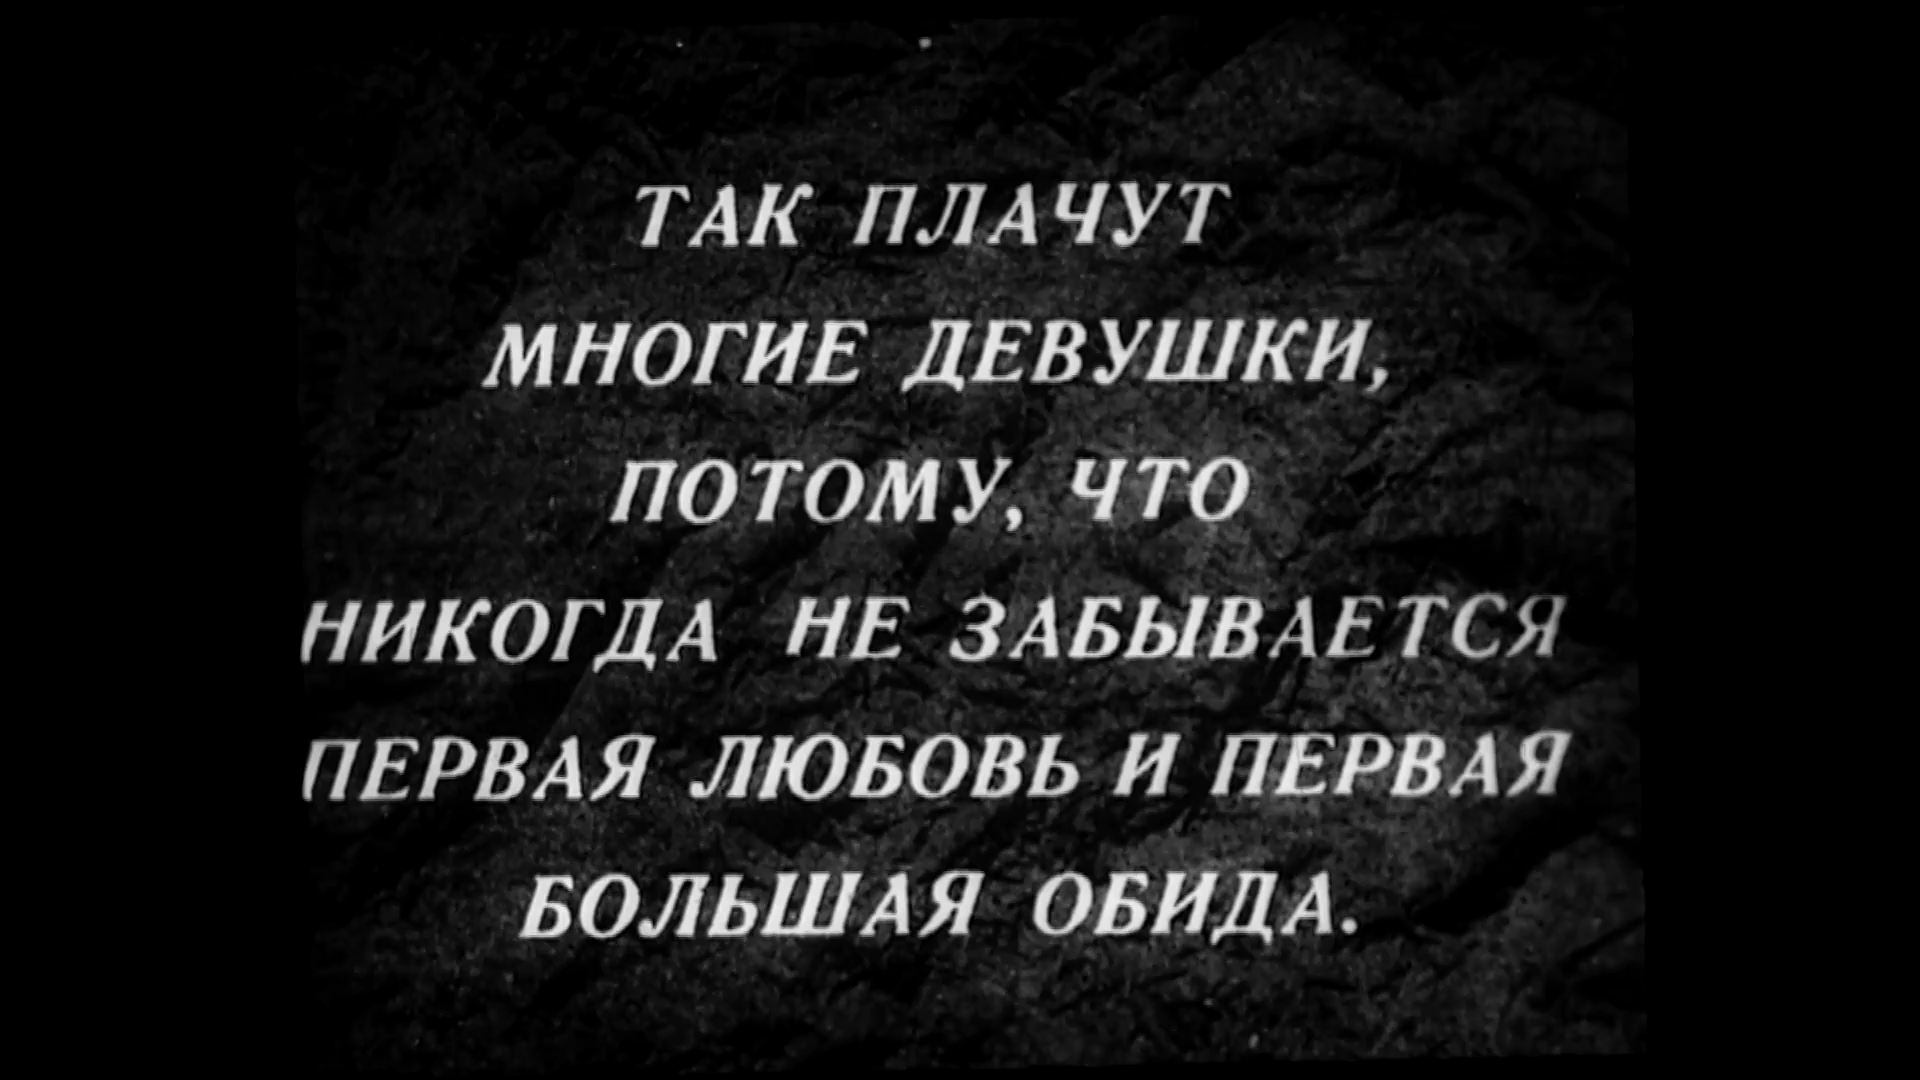 ТАК ПЛАЧУТ
МНОГИЕ ДЕВУШКИ,
ПОТОМУ, ЧТО
НИКОГДА НЕ ЗАБЫВАЕТСЯ
ПЕРВАЯ ЛЮБОВЬ И ПЕРВАЯ
БОЛЬШАЯ ОБИДА.